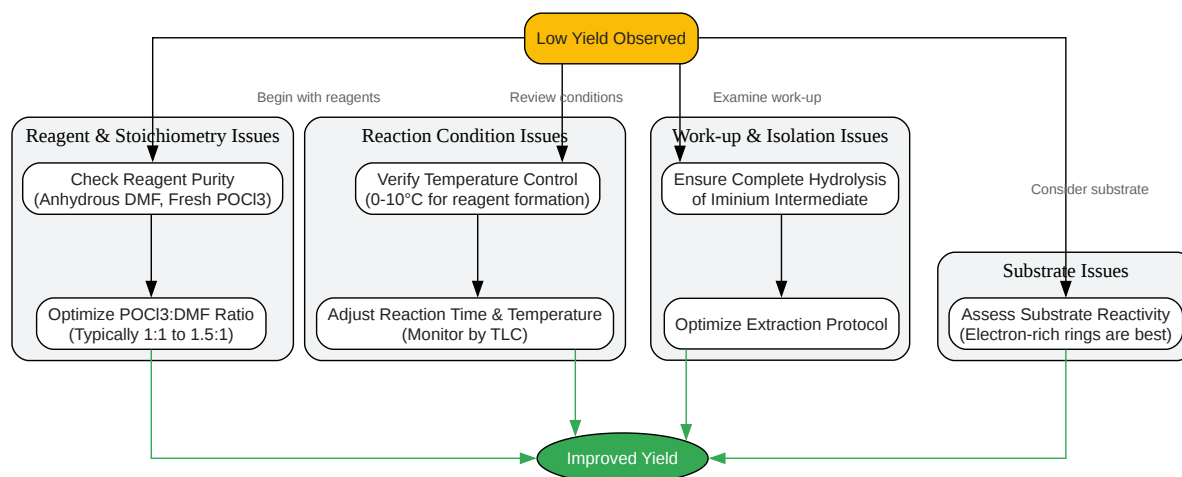 Low Yield Observed
Begin with reagents
Review conditions
Examine work-up
Reagent & Stoichiometry Issues
Reaction Condition Issues
Work-up & Isolation Issues
Check Reagent Purity
(Anhydrous DMF, Fresh POCl3)
Verify Temperature Control
(0-10°C for reagent formation)
Ensure Complete Hydrolysis
of Iminium Intermediate
Consider substrate
Substrate Issues
Optimize POCl3:DMF Ratio
(Typically 1:1 to 1.5:1)
Adjust Reaction Time & Temperature
(Monitor by TLC)
Optimize Extraction Protocol
Assess Substrate Reactivity
(Electron-rich rings are best)
Improved Yield